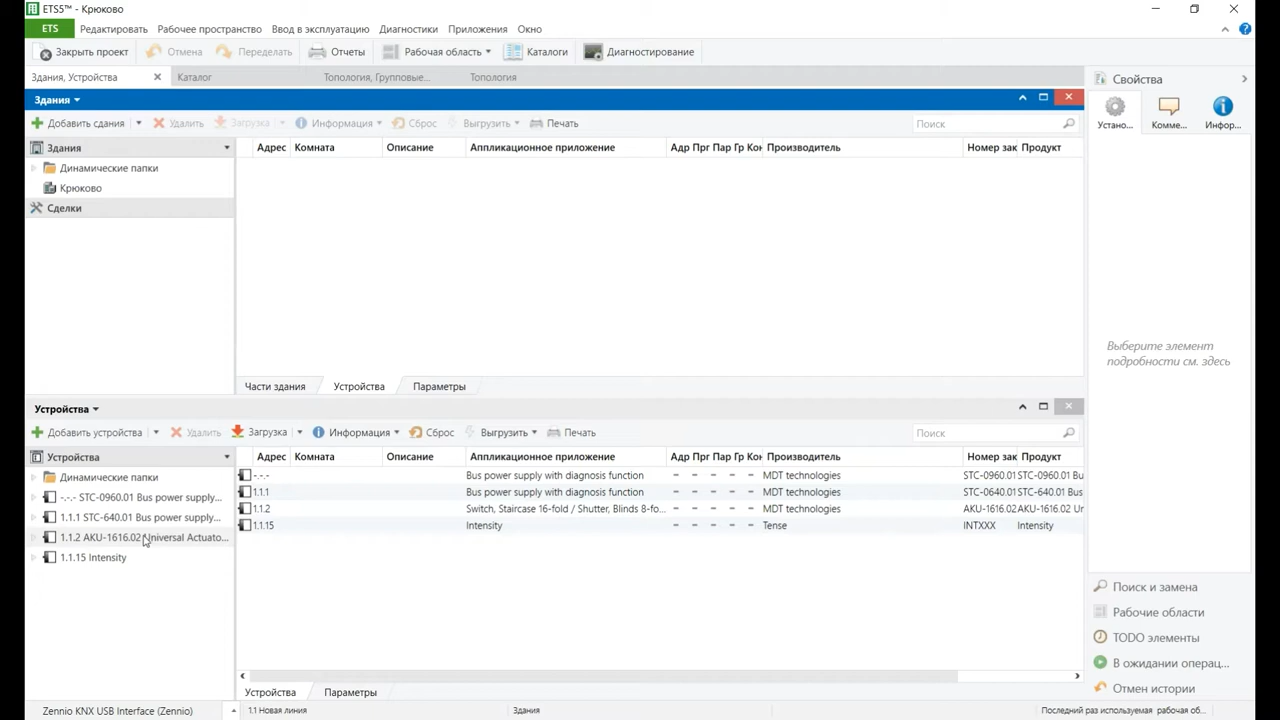 ETS5™ - Крюково
ETS Редактировать Рабочее пространство Ввод в эксплуатацию Диагностики Приложения Окно
Закрыть проект Отмена Переделать Отчеты Рабочая область Каталоги Диагностирование
Здания, Устройства Каталог Топология, Групповые... Топология
Свойства
Здания
Устано... Комме... Инфор...
Добавить здания Удалить Загрузка Информация Сброс Выгрузить Печать Поиск
Здания Адрес Комната Описание Аппликационное приложение Адр Прг Пар Гр Кон Производитель Номер зак Продукт
Динамические папки
Крюково
Сделки
Выберите элемент
подробности см. здесь
Части здания Устройства Параметры
Устройства
Добавить устройства Удалить Загрузка Информация Сброс Выгрузить Печать Поиск
Устройства Адрес Комната Описание Аппликационное приложение Адр Прг Пар Гр Кон Производитель Номер зак Продукт
Динамические папки
-.-.- STC-0960.01 Bus power supply...
1.1.1 STC-640.01 Bus power supply...
1.1.2 AKU-1616.02 Universal Actuato...
1.1.15 Intensity
-.-.- Bus power supply with diagnosis function – – – – – MDT technologies STC-0960.01 STC-0960.01 Bu
1.1.1 Bus power supply with diagnosis function – – – – – MDT technologies STC-0640.01 STC-640.01 Bus
1.1.2 Switch, Staircase 16-fold / Shutter, Blinds 8-fo... – – – – – MDT technologies AKU-1616.02 AKU-1616.02 Ur
1.1.15 Intensity – – – – – Tense INTXXX Intensity
Поиск и замена
Рабочие области
TODO элементы
В ожидании операц...
Отмен истории
Устройства Параметры
Zennio KNX USB Interface (Zennio) 1.1 Новая линия Здания Последний раз используемая рабочая об...